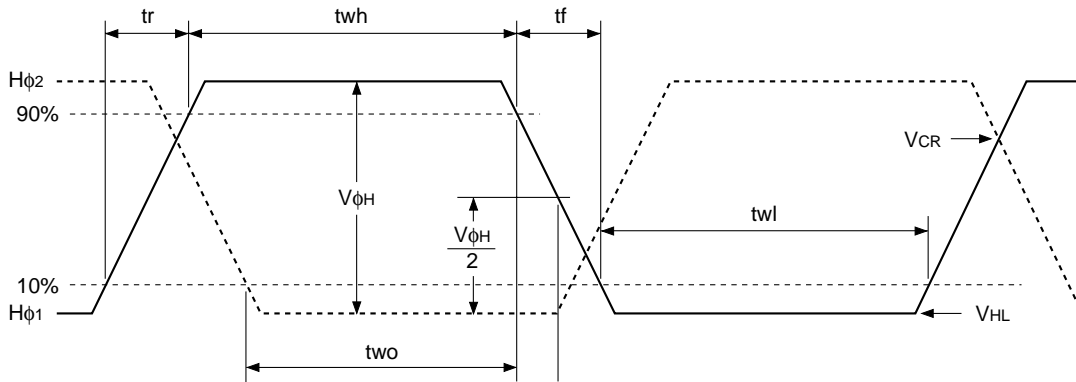 tr
twh
tf
Hϕ2
90%
VCR
VϕH
VϕH
2
twl
10%
Hϕ1
VHL
two